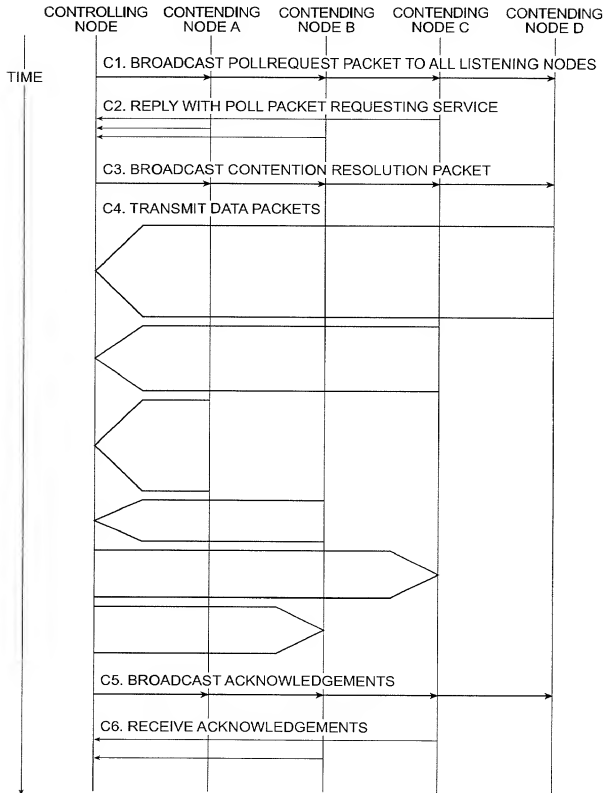 CONTROLLING NODE
CONTENDING NODE A
CONTENDING NODE B
CONTENDING NODE C
CONTENDING NODE D
TIME
C1. BROADCAST POLLREQUEST PACKET TO ALL LISTENING NODES
C2. REPLY WITH POLL PACKET REQUESTING SERVICE
C3. BROADCAST CONTENTION RESOLUTION PACKET
C4. TRANSMIT DATA PACKETS
C5. BROADCAST ACKNOWLEDGEMENTS
C6. RECEIVE ACKNOWLEDGEMENTS